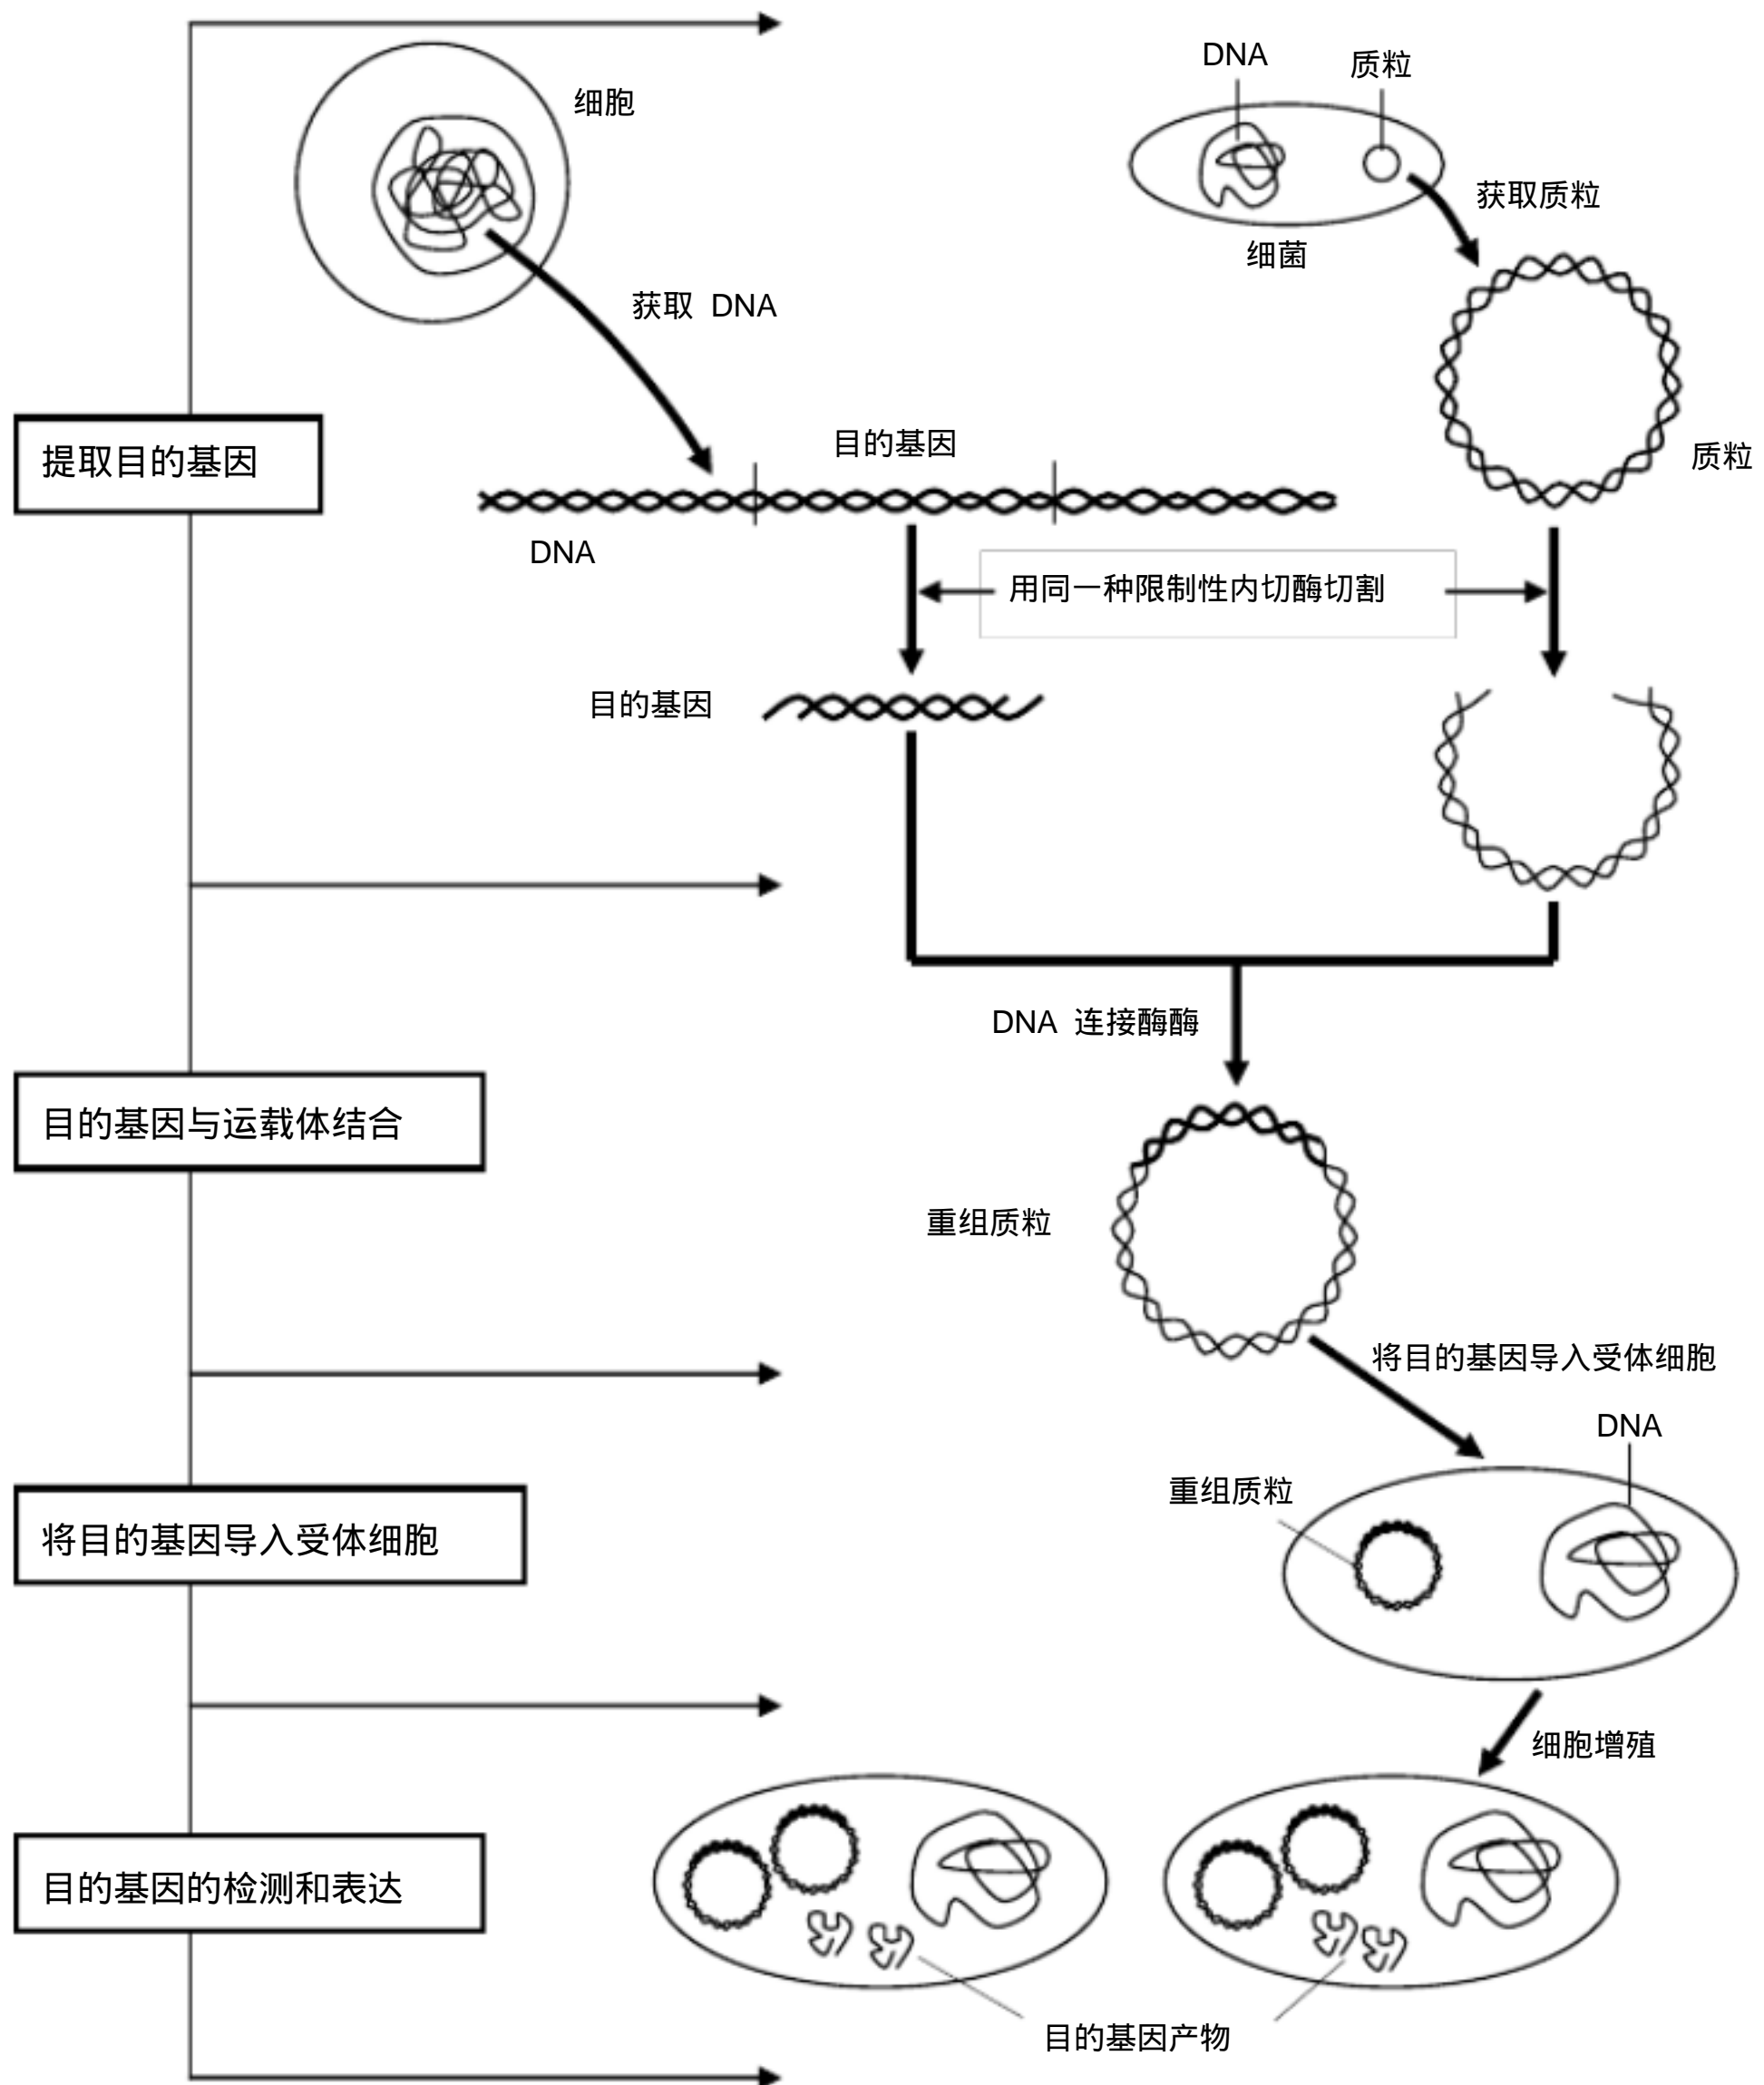 DNA
质粒
细胞
获取质粒
细菌
获取 DNA
目的基因
提取目的基因
质粒
DNA
用同一种限制性内切酶切割
目的基因
DNA 连接酶酶
目的基因与运载体结合
重组质粒
将目的基因导入受体细胞
DNA
重组质粒
将目的基因导入受体细胞
细胞增殖
目的基因的检测和表达
目的基因产物